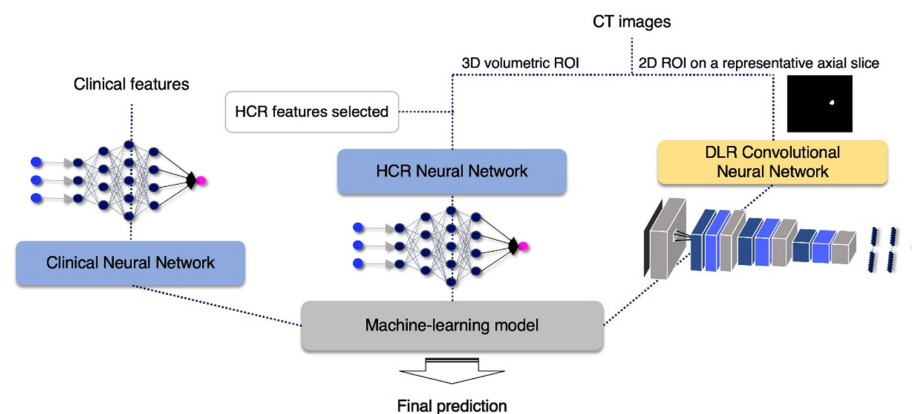 CT images
3D volumetric ROI
2D ROI on a representative axial slice
Clinical features
HCR features selected
HCR Neural Network
DLR Convolutional
Neural Network
Clinical Neural Network
Machine-learning model
Final prediction